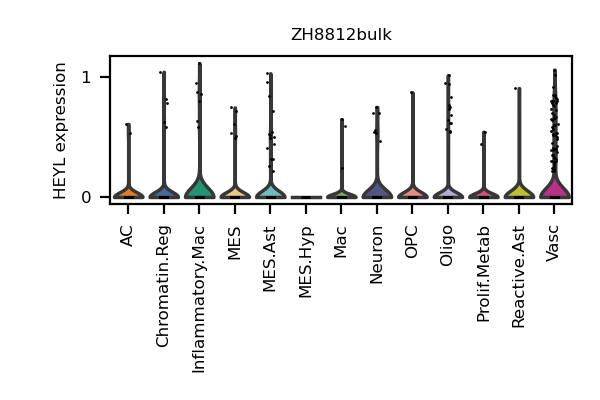 ZH8812bulk
HEYL expression
1
0
AC
Chromatin.Reg
Inflammatory.Mac
MES
MES.Ast
MES.Hyp
Mac
Neuron
OPC
Oligo
Prolif.Metab
Reactive.Ast
Vasc